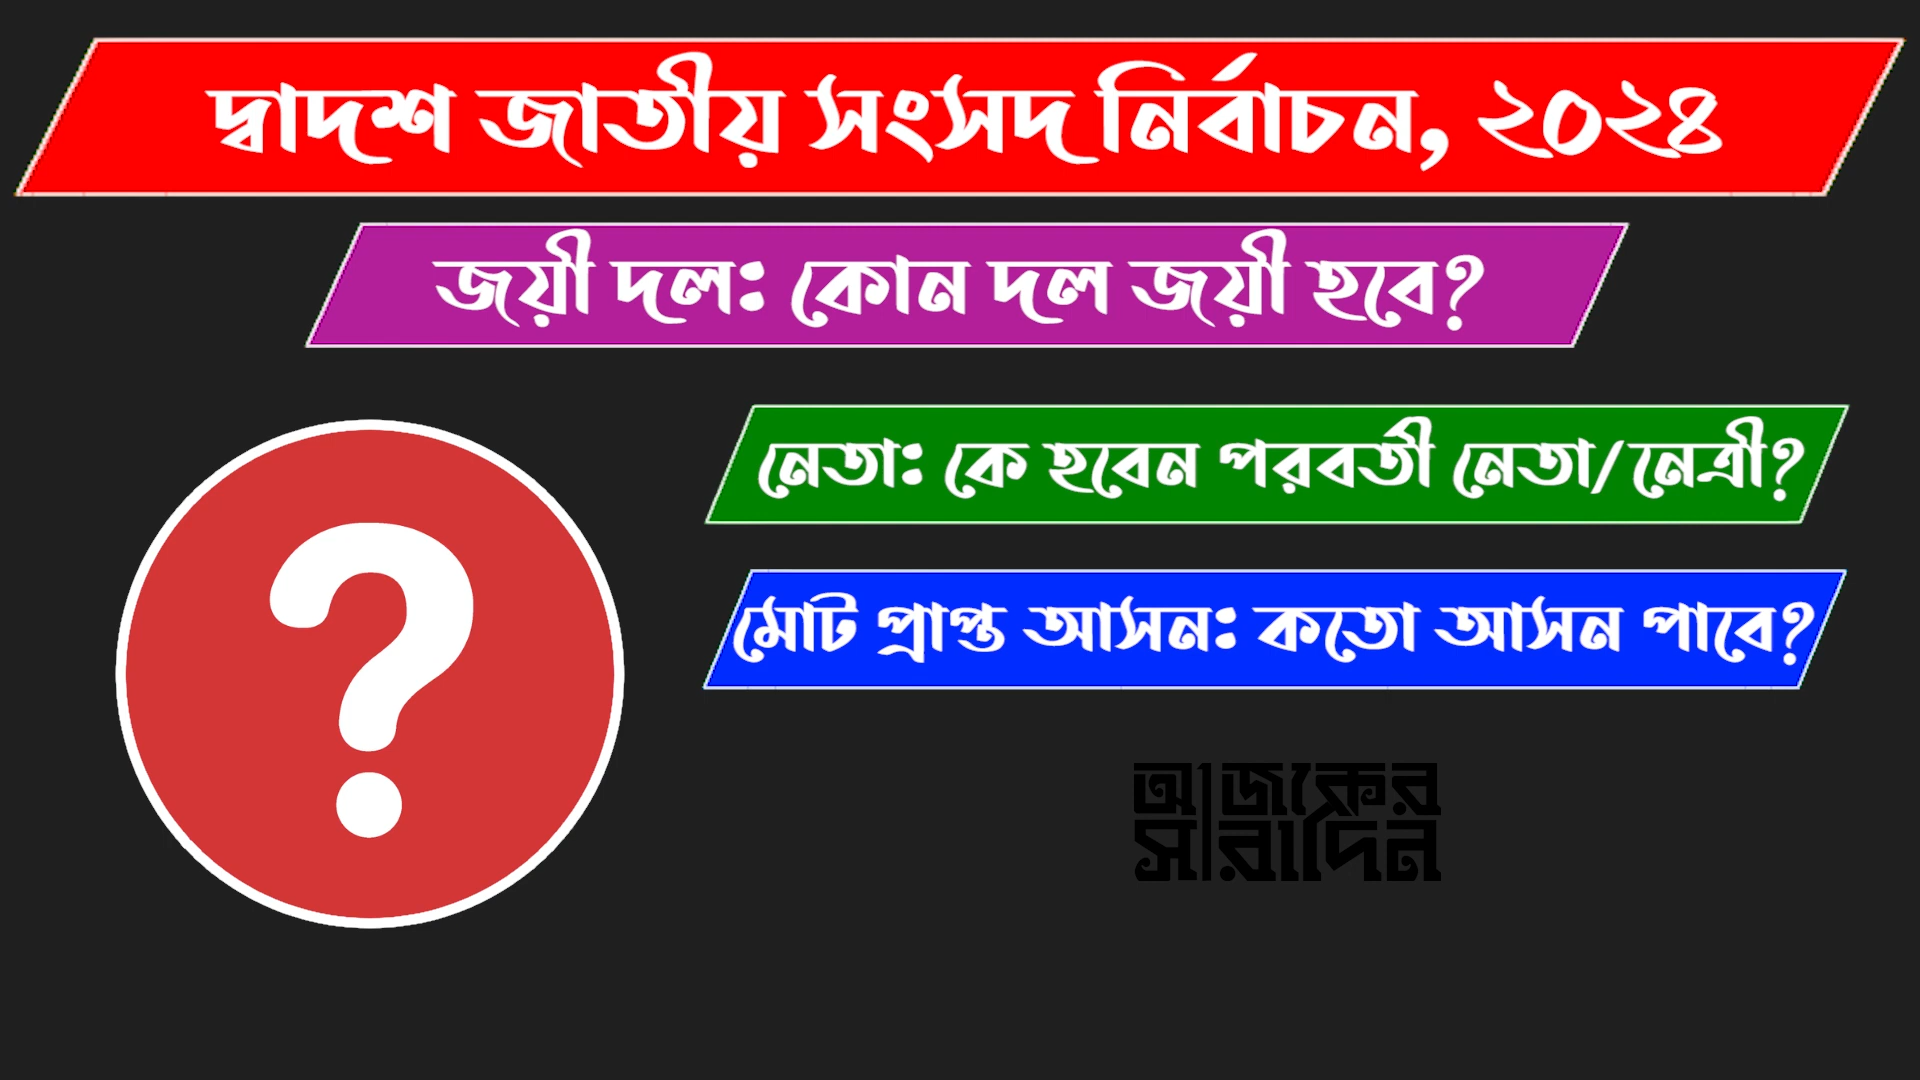 দ্বাদশ জাতীয় সংসদ নির্বাচন, ২০২৪
জয়ী দল: কোন দল জয়ী হবে?
নেতা: কে হবেন পরবর্তী নেতা/নেত্রী?
মোট প্রাপ্ত আসন: কতো আসন পাবে?
আজকের
সারাদিন